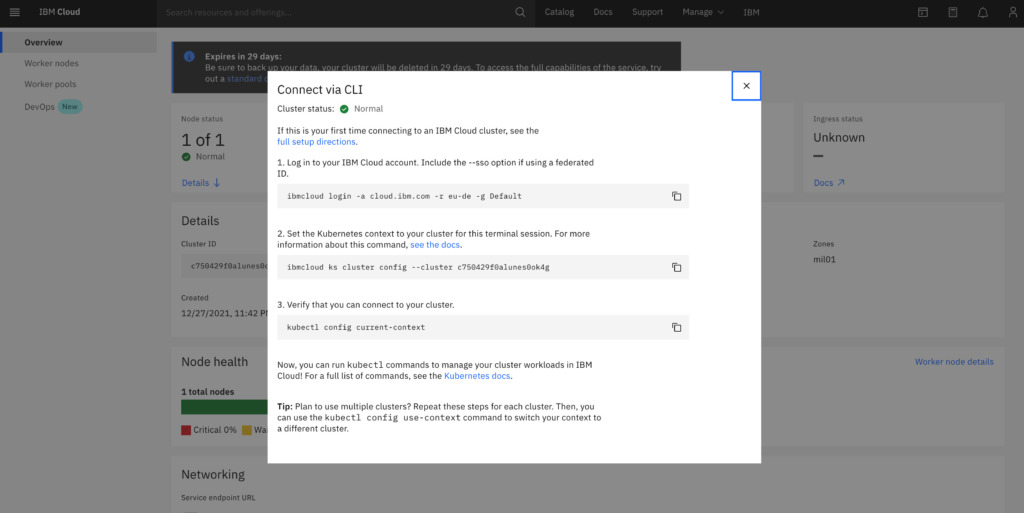 IBM Cloud
Search resources and offerings...
Catalog
Docs
Support
Manage
IBM
Overview
Worker nodes
Worker pools
DevOps New
Expires in 29 days:
Be sure to back up your data, your cluster will be deleted in 29 days. To access the full capabilities of the service, try
out a standard
Node status
1 of 1
Normal
Details
Ingress status
Unknown
—
Docs
Details
Cluster ID
c750429f0alunes0
Created
12/27/2021, 11:42
Zones
mil01
Node health
Worker node details
1 total nodes
Critical 0%
Networking
Service endpoint URL
Connect via CLI
Cluster status: Normal
If this is your first time connecting to an IBM Cloud cluster, see the
full setup directions.
1. Log in to your IBM Cloud account. Include the --sso option if using a federated
ID.
ibmcloud login -a cloud.ibm.com -r eu-de -g Default
2. Set the Kubernetes context to your cluster for this terminal session. For more
information about this command, see the docs.
ibmcloud ks cluster config --cluster c750429f0alunes0ok4g
3. Verify that you can connect to your cluster.
kubectl config current-context
Now, you can run kubectl commands to manage your cluster workloads in IBM
Cloud! For a full list of commands, see the Kubernetes docs.
Tip: Plan to use multiple clusters? Repeat these steps for each cluster. Then, you
can use the kubectl config use-context command to switch your context to
a different cluster.